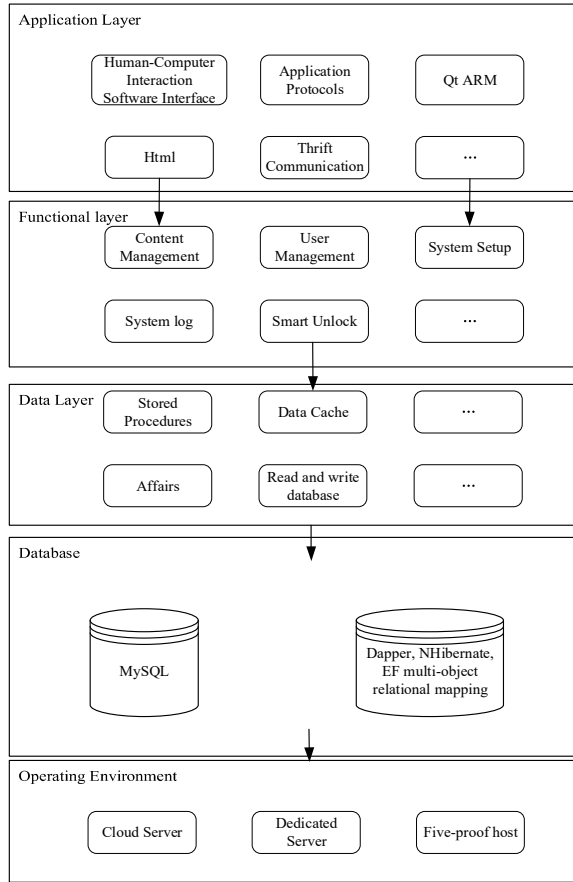 Application Layer
Human-Computer
Interaction
Software Interface
Application
Protocols
Qt ARM
Html
Thrift
Communication
...
Functional layer
Content
Management
User
Management
System Setup
System log
Smart Unlock
...
Data Layer
Stored
Procedures
Data Cache
...
Affairs
Read and write
database
...
Database
MySQL
Dapper, NHibernate,
EF multi-object
relational mapping
Operating Environment
Cloud Server
Dedicated
Server
Five-proof host